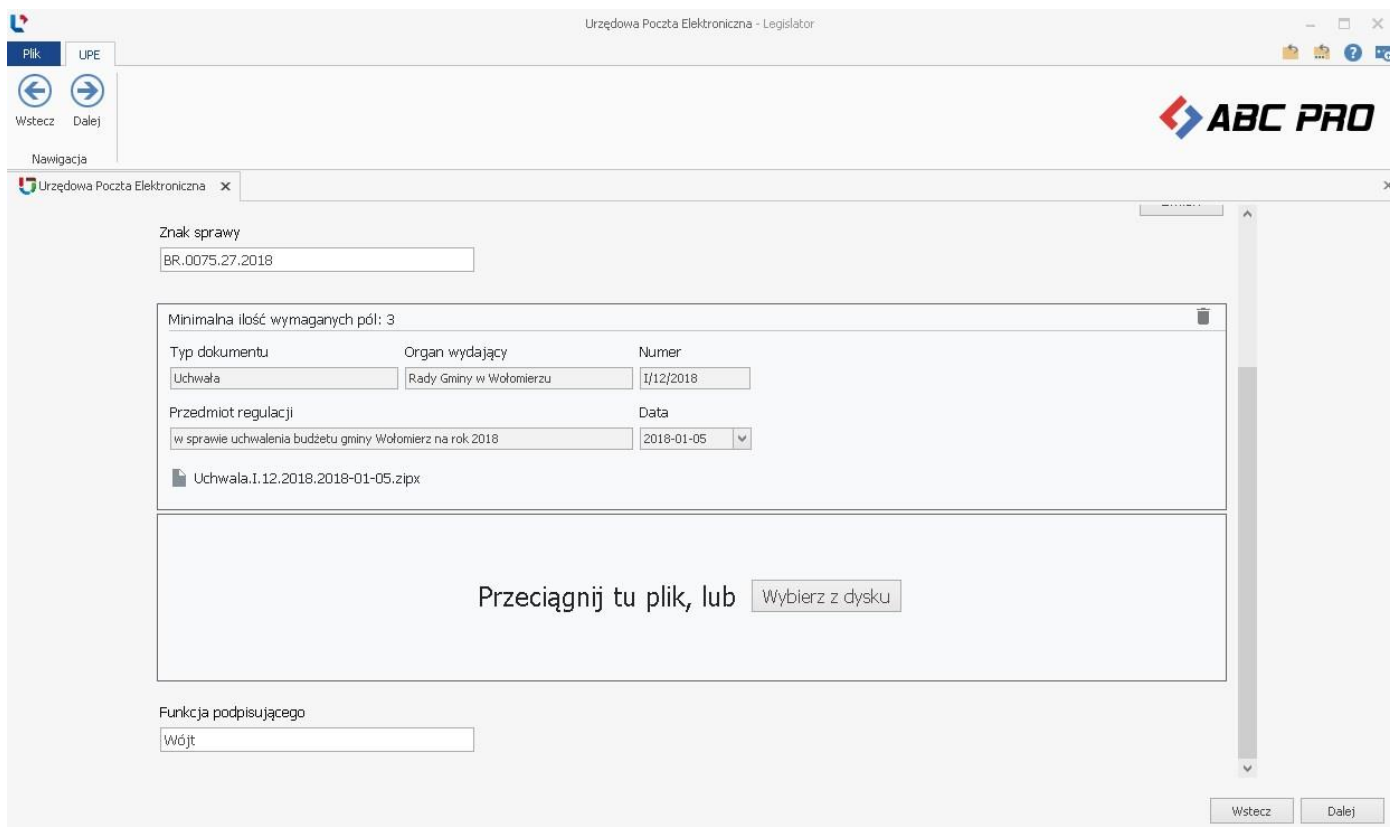 Urzędowa Poczta Elektroniczna - Legislator
Plik UPE
Wstecz Dalej
ABC PRO
Nawigacja
Urzędowa Poczta Elektroniczna
Znak sprawy
BR.0075.27.2018
Minimalna ilość wymaganych pól: 3
Typ dokumentu Organ wydający Numer
Uchwała Rady Gminy w Wołomierzu I/12/2018
Przedmiot regulacji Data
w sprawie uchwalenia budżetu gminy Wołomierz na rok 2018 2018-01-05
Uchwala.I.12.2018.2018-01-05.zipx
Przeciągnij tu plik, lub Wybierz z dysku
Funkcja podpisującego
Wójt
Wstecz Dalej